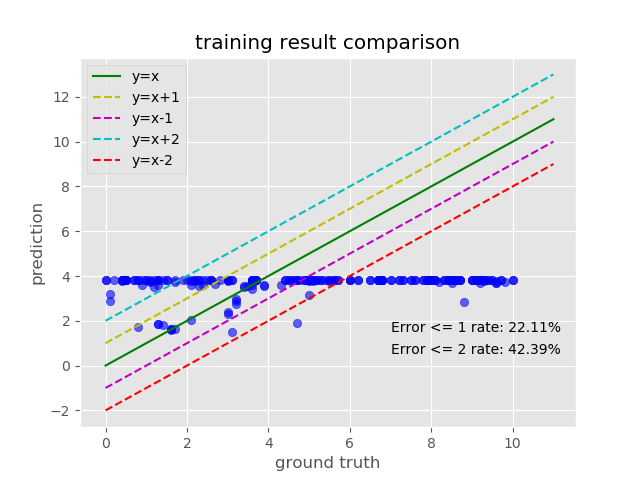 training result comparison
y=x
y=x+1
y=x-1
y=x+2
y=x-2
12
10
8
6
4
2
0
−2
prediction
Error <= 1 rate: 22.11%
Error <= 2 rate: 42.39%
0 2 4 6 8 10
ground truth